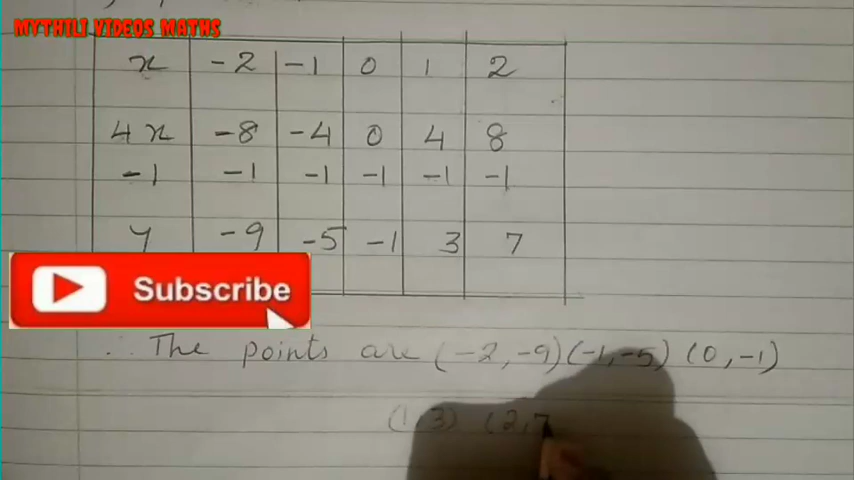 MYTHILI VIDEOS MATHS
x -2 -1 0 1 2
4x -8 -4 0 4 8
-1 -1 -1 -1 -1 -1
y -9 -5 -1 3 7
Subscribe
∴ The points are (-2,-9) (-1,-5) (0,-1)
(1,3) (2,7